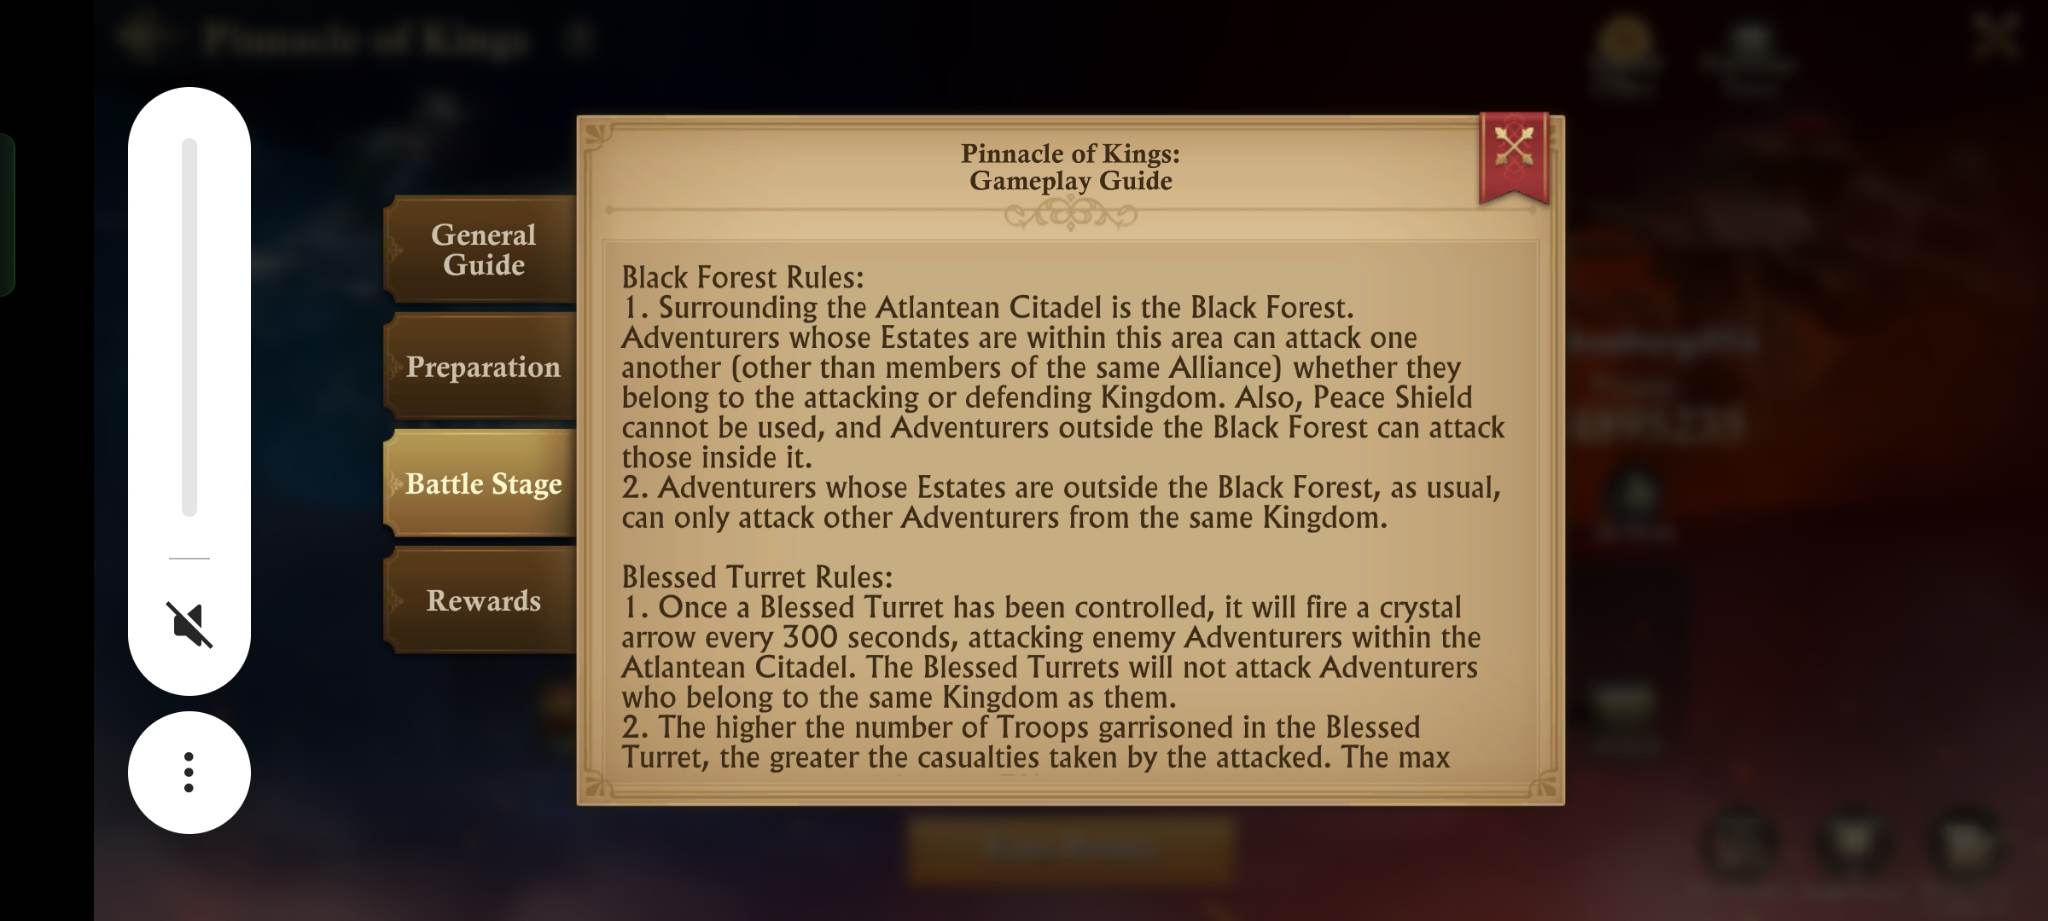 Pinnacle of Kings
Pinnacle of Kings:
Gameplay Guide
General
Guide
Preparation
Battle Stage
Rewards
Black Forest Rules:
1. Surrounding the Atlantean Citadel is the Black Forest.
Adventurers whose Estates are within this area can attack one
another (other than members of the same Alliance) whether they
belong to the attacking or defending Kingdom. Also, Peace Shield
cannot be used, and Adventurers outside the Black Forest can attack
those inside it.
2. Adventurers whose Estates are outside the Black Forest, as usual,
can only attack other Adventurers from the same Kingdom.
Blessed Turret Rules:
1. Once a Blessed Turret has been controlled, it will fire a crystal
arrow every 300 seconds, attacking enemy Adventurers within the
Atlantean Citadel. The Blessed Turrets will not attack Adventurers
who belong to the same Kingdom as them.
2. The higher the number of Troops garrisoned in the Blessed
Turret, the greater the casualties taken by the attacked. The max